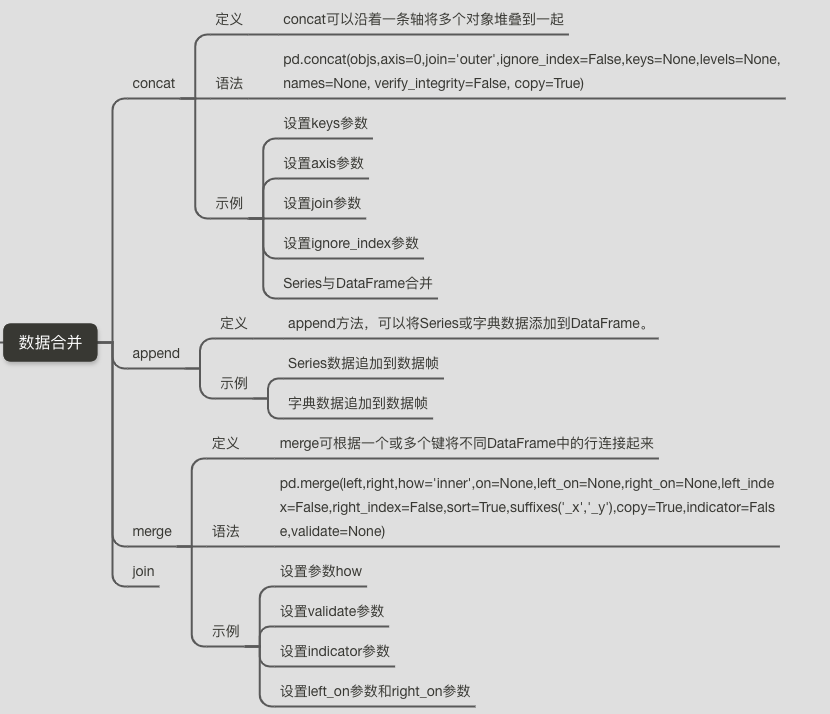 数据合并
concat
定义
concat可以沿着一条轴将多个对象堆叠到一起
语法
pd.concat(objs,axis=0,join='outer',ignore_index=False,keys=None,levels=None,
names=None, verify_integrity=False, copy=True)
示例
设置keys参数
设置axis参数
设置join参数
设置ignore_index参数
Series与DataFrame合并
append
定义
append方法，可以将Series或字典数据添加到DataFrame。
示例
Series数据追加到数据帧
字典数据追加到数据帧
merge
定义
merge可根据一个或多个键将不同DataFrame中的行连接起来
语法
pd.merge(left,right,how='inner',on=None,left_on=None,right_on=None,left_inde
x=False,right_index=False,sort=True,suffixes('_x','_y'),copy=True,indicator=Fals
e,validate=None)
示例
设置参数how
设置validate参数
设置indicator参数
设置left_on参数和right_on参数
join